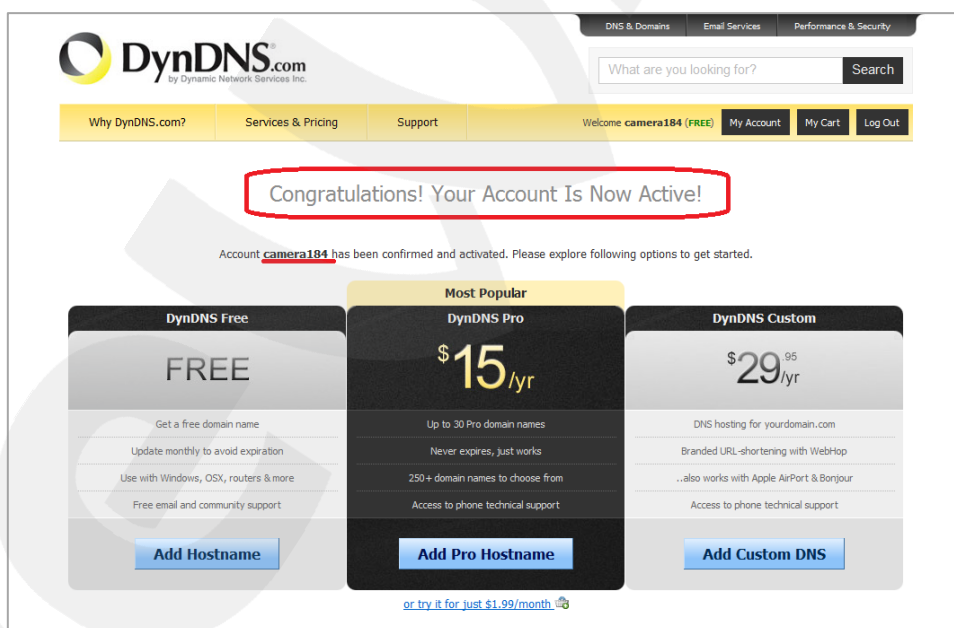 DNS & Domains Email Services Performance & Security
DynDNS.com
by Dynamic Network Services Inc.
What are you looking for? Search
Why DynDNS.com? Services & Pricing Support Welcome camera184 (FREE) My Account My Cart Log Out
Congratulations! Your Account Is Now Active!
Account camera184 has been confirmed and activated. Please explore following options to get started.
Most Popular
DynDNS Free DynDNS Pro DynDNS Custom
FREE $15/yr $29.95/yr
Get a free domain name Up to 30 Pro domain names DNS hosting for yourdomain.com
Update monthly to avoid expiration Never expires, just works Branded URL-shortening with WebHop
Use with Windows, OSX, routers & more 250+ domain names to choose from ..also works with Apple AirPort & Bonjour
Free email and community support Access to phone technical support Access to phone technical support
Add Hostname Add Pro Hostname Add Custom DNS
or try it for just $1.99/month